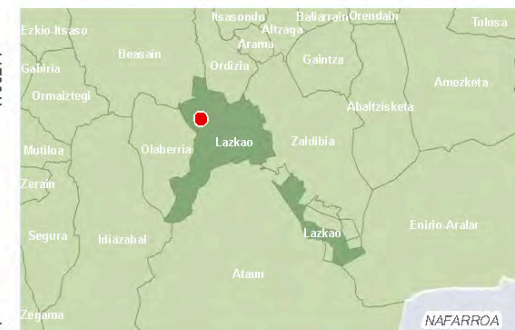 Itsasondo
Baliarrain
Orendain
Altzaga
Tolosa
Ezkio-Itsaso
Arama
Beasain
Gaintza
Ordizia
Gabiria
Amezketa
Ormaiztegi
Abaltzisketa
Lazkao
Zaldibia
Olaberria
Mutiloa
Zerain
Enirio-Aralar
Lazkao
Segura
Idiazabal
Ataun
Zegama
NAFARROA